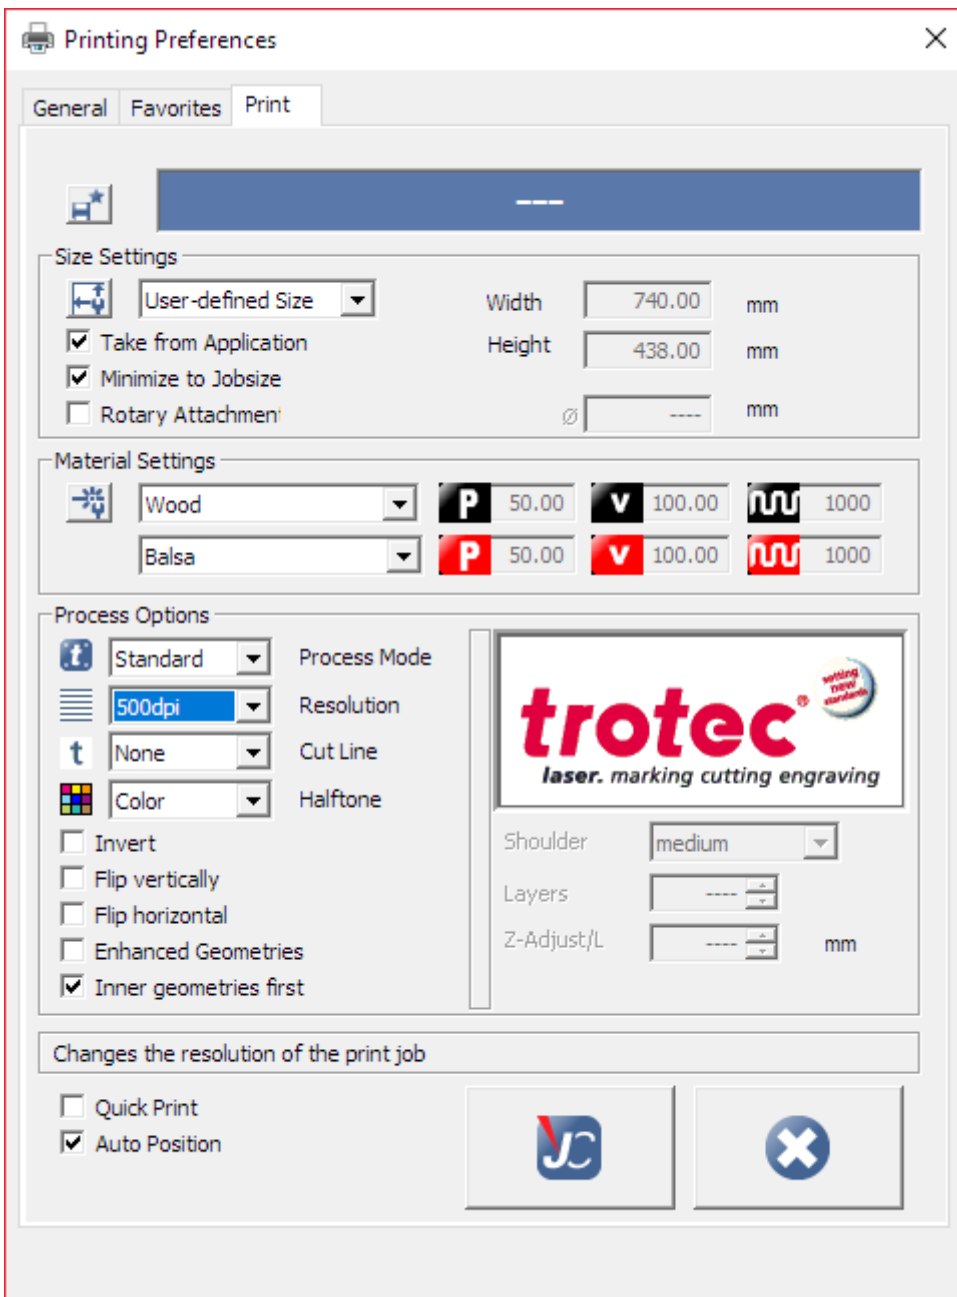 Printing Preferences
General Favorites Print
---
Size Settings
User-defined Size
Width 740.00 mm
Take from Application
Height 438.00 mm
Minimize to Jobsize
Rotary Attachment
Ø ---- mm
Material Settings
Wood P 50.00 v 100.00 1000
Balsa P 50.00 v 100.00 1000
Process Options
t Standard Process Mode
500dpi Resolution
t None Cut Line
Color Halftone
setting new standards
trotec®
laser. marking cutting engraving
Invert
Flip vertically
Flip horizontal
Enhanced Geometries
Inner geometries first
Shoulder medium
Layers ----
Z-Adjust/L ---- mm
Changes the resolution of the print job
Quick Print
Auto Position
JC